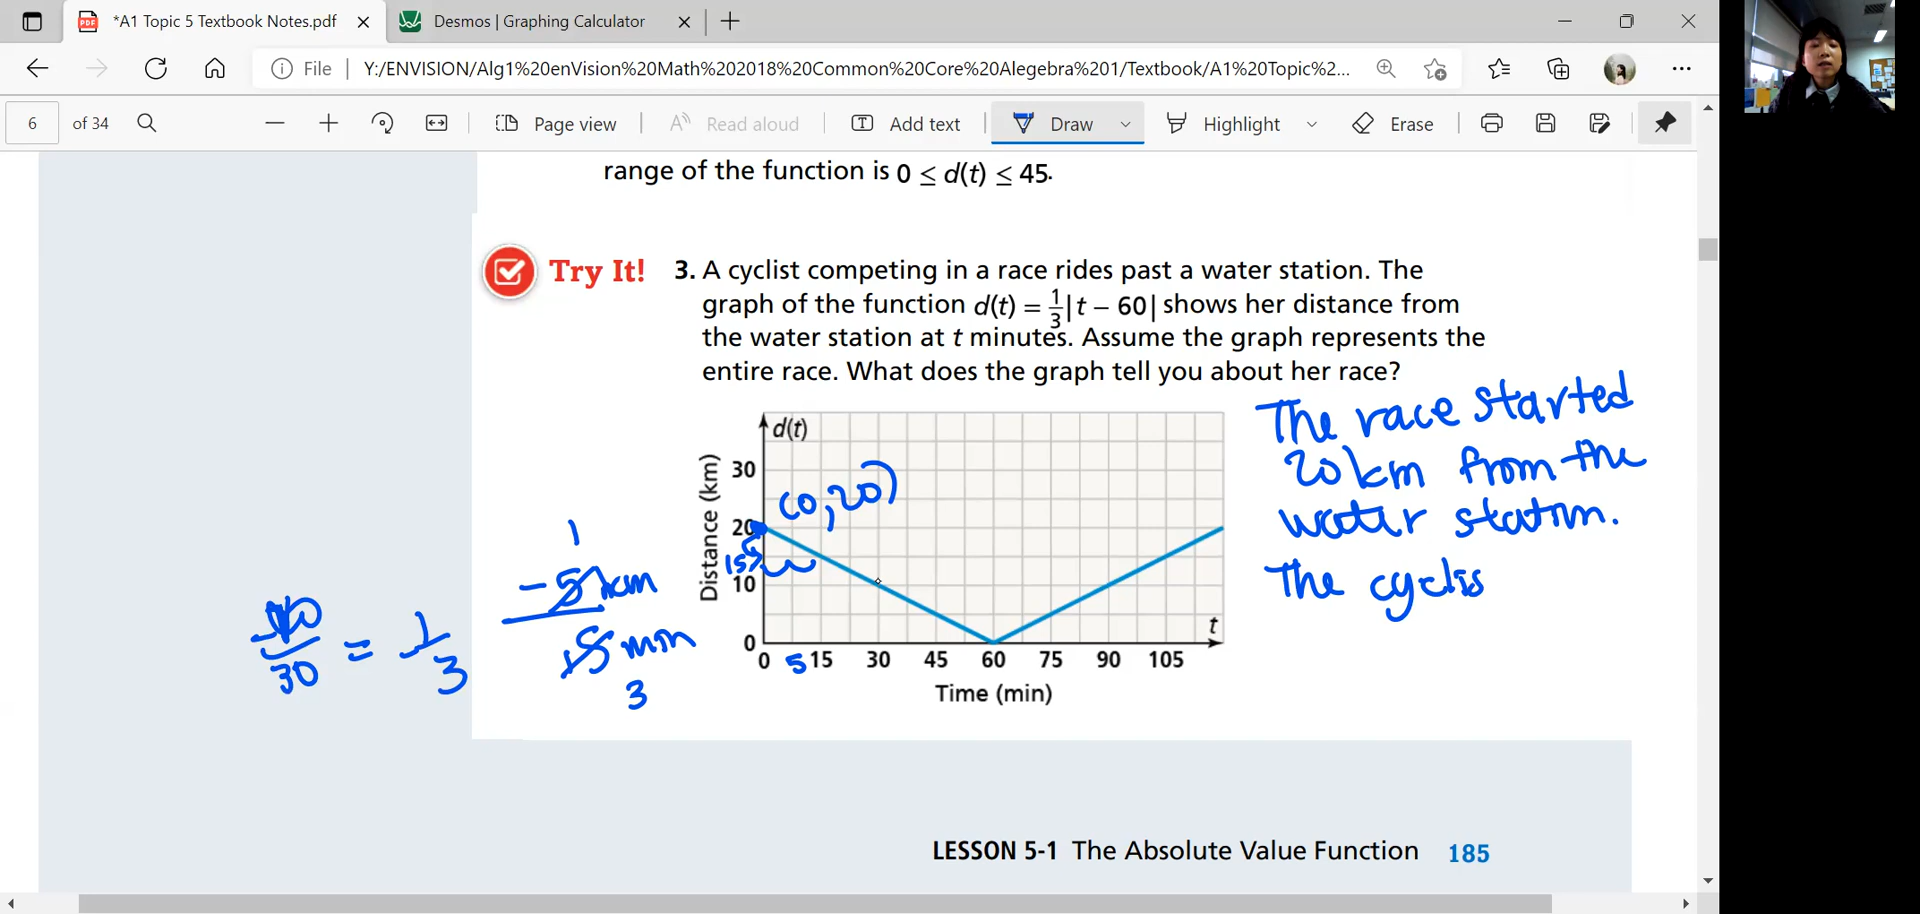 *A1 Topic 5 Textbook Notes.pdf
Desmos | Graphing Calculator
File
Y:/ENVISION/Alg1%20enVision%20Math%202018%20Common%20Core%20Alegebra%201/Textbook/A1%20Topic%2...
6
of 34
Page view
Read aloud
Add text
Draw
Highlight
Erase
range of the function is 0 ≤ d(t) ≤ 45.
Try It!
3. A cyclist competing in a race rides past a water station. The
graph of the function d(t) = 1/3|t – 60| shows her distance from
the water station at t minutes. Assume the graph represents the
entire race. What does the graph tell you about her race?
The race started
20 km from the
water station.
The cyclis
d(t)
Distance (km)
30
20
10
0
(0,20)
15
0
5
15
30
45
60
75
90
105
t
Time (min)
1
-5 km
15 min
3
-10
30
=
1
3
LESSON 5-1 The Absolute Value Function 185